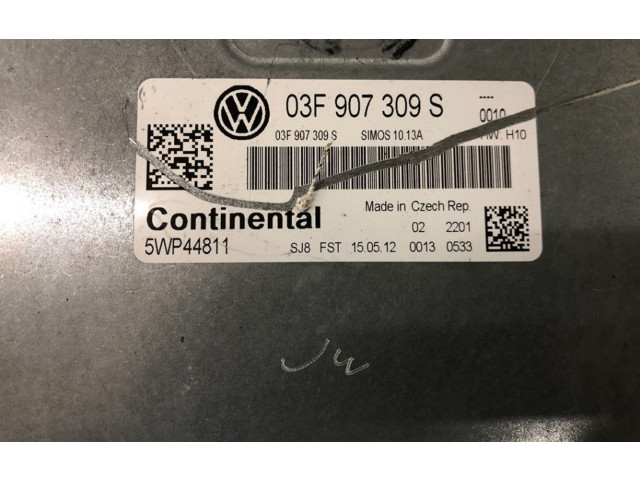 03F 907 309 S
----
0010
03F 907 309 S SIMOS 10.13A HW: H10
Continental
Made in Czech Rep.
02 2201
5WP44811 SJ8 FST 15.05.12 0013 0533
JW